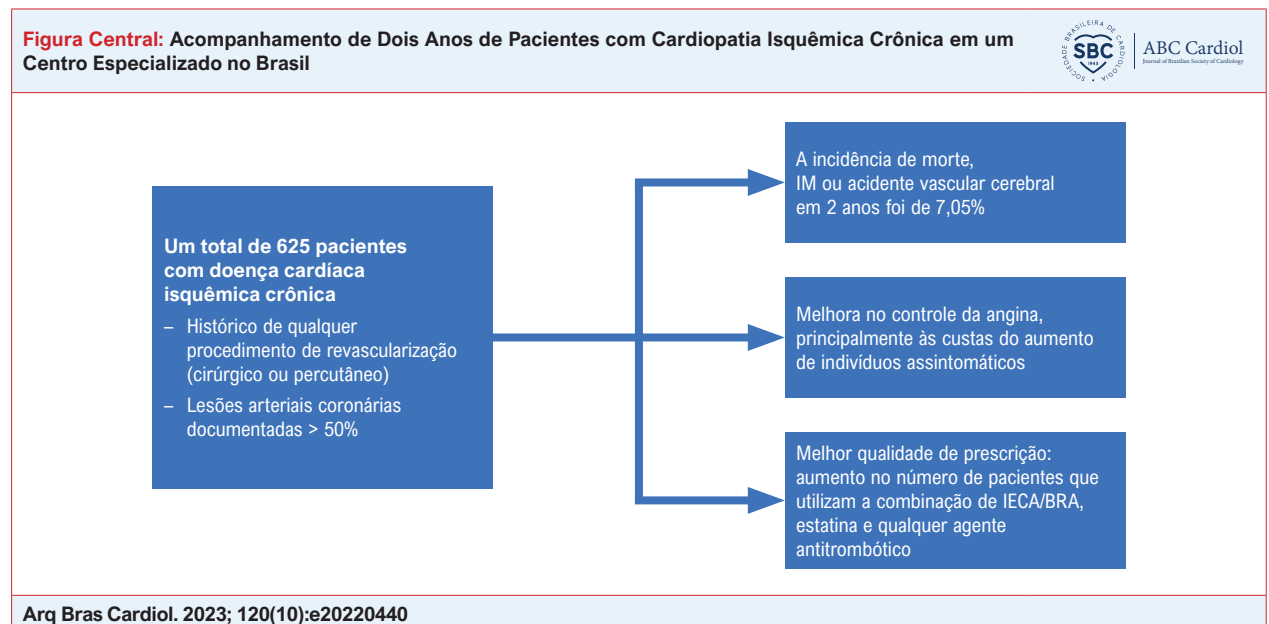 Figura Central: Acompanhamento de Dois Anos de Pacientes com Cardiopatia Isquêmica Crônica em um
Centro Especializado no Brasil
SOCIEDADE BRASILEIRA DE CARDIOLOGIA
SBC
1943
ABC Cardiol
Journal of Brazilian Society of Cardiology
Um total de 625 pacientes
com doença cardíaca
isquêmica crônica
– Histórico de qualquer
procedimento de revascularização
(cirúrgico ou percutâneo)
– Lesões arteriais coronárias
documentadas > 50%
A incidência de morte,
IM ou acidente vascular cerebral
em 2 anos foi de 7,05%
Melhora no controle da angina,
principalmente às custas do aumento
de indivíduos assintomáticos
Melhor qualidade de prescrição:
aumento no número de pacientes que
utilizam a combinação de IECA/BRA,
estatina e qualquer agente
antitrombótico
Arq Bras Cardiol. 2023; 120(10):e20220440